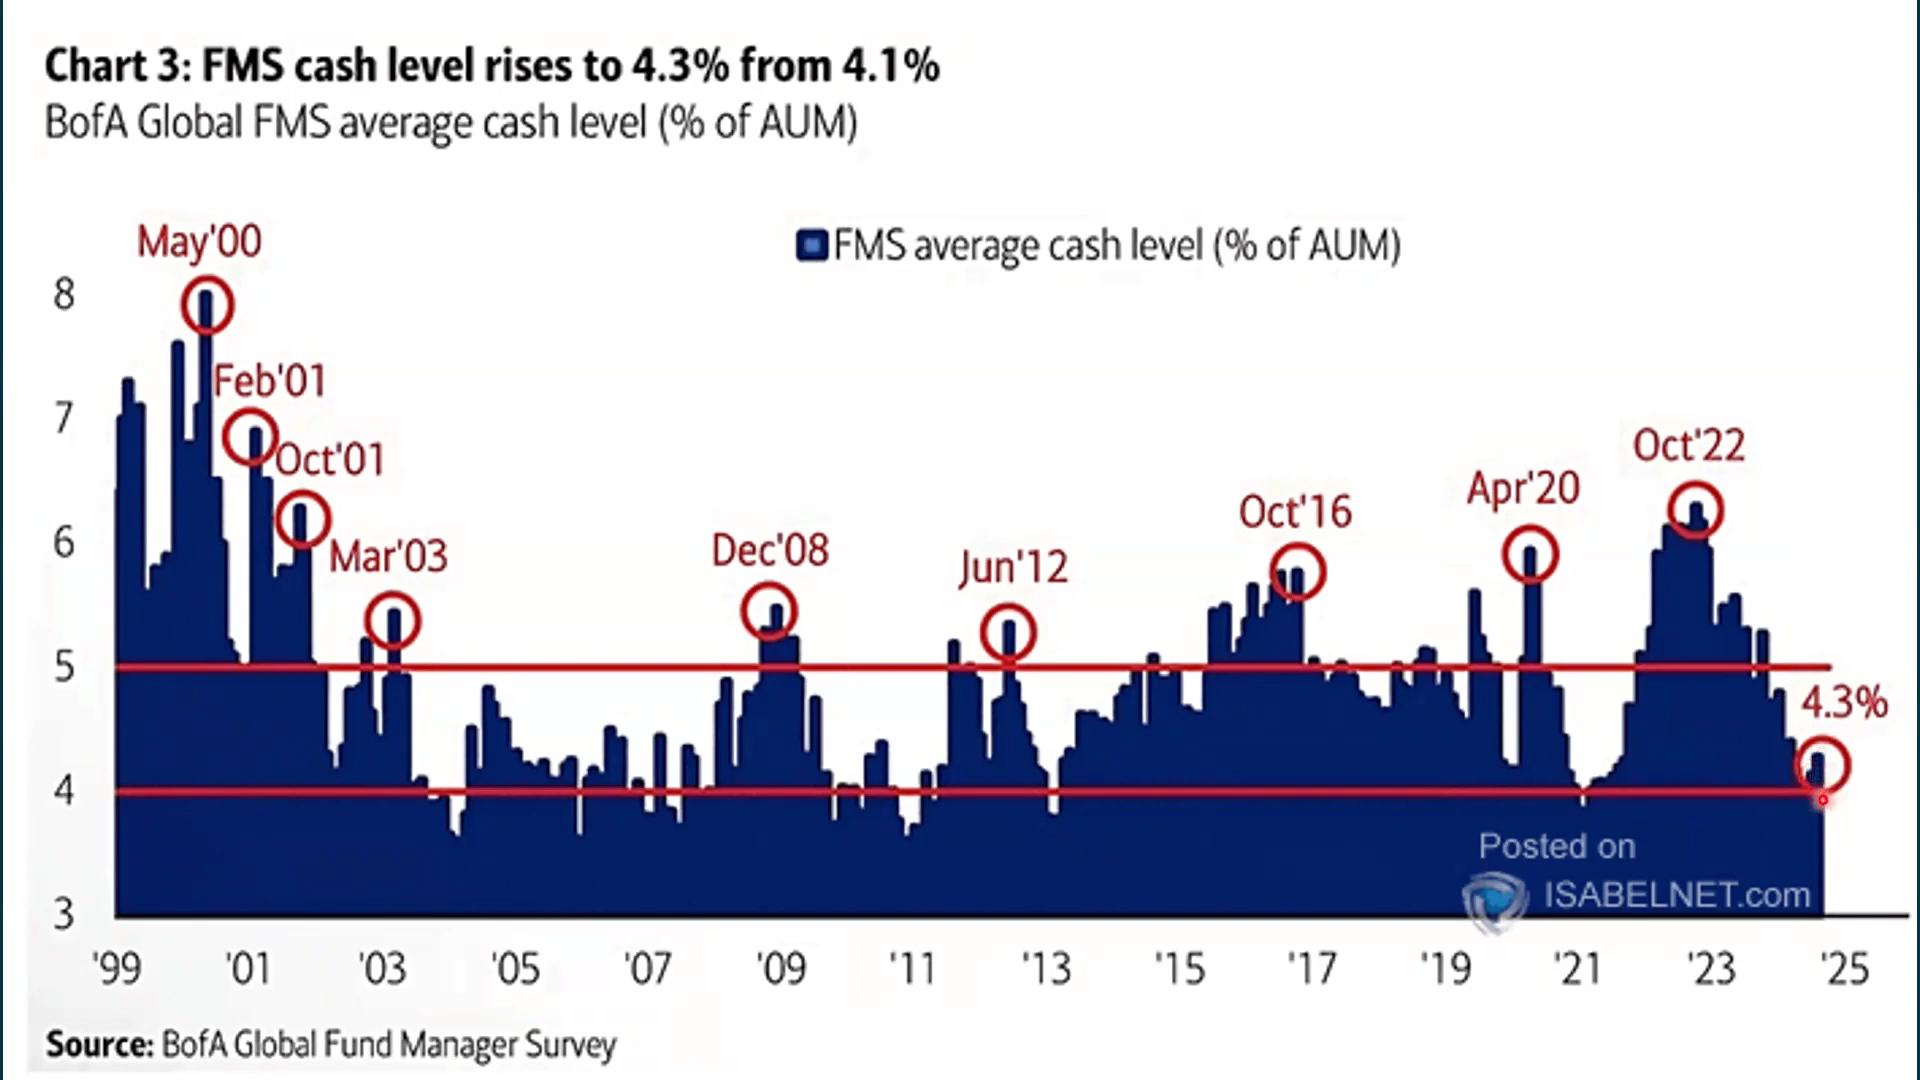 Chart 3: FMS cash level rises to 4.3% from 4.1%
BofA Global FMS average cash level (% of AUM)
FMS average cash level (% of AUM)
May'00
Feb'01
Oct'01
Mar'03
Dec'08
Jun'12
Oct'16
Apr'20
Oct'22
4.3%
8
7
6
5
4
3
'99 '01 '03 '05 '07 '09 '11 '13 '15 '17 '19 '21 '23 '25
Posted on
ISABELNET.com
Source: BofA Global Fund Manager Survey